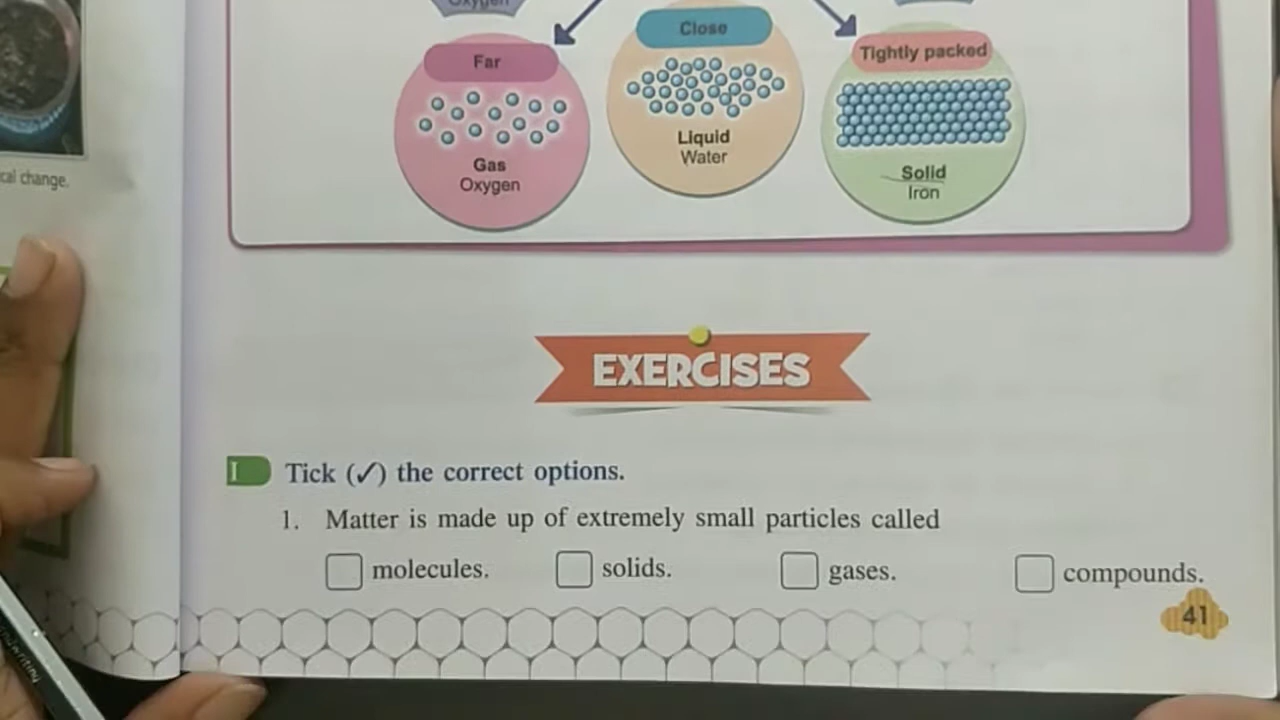 Oxygen
Far
Close
Tightly packed
Gas
Oxygen
Liquid
Water
Solid
Iron
cal change.
EXERCISES
I Tick (✓) the correct options.
1. Matter is made up of extremely small particles called
molecules. solids. gases. compounds.
41